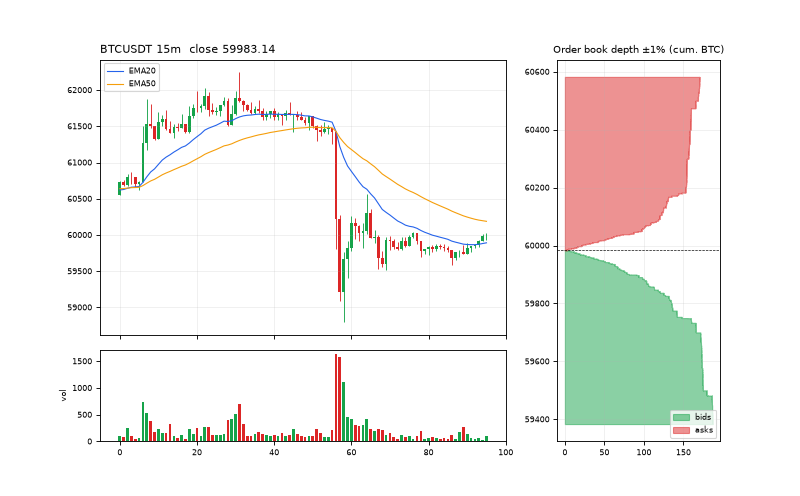 BTCUSDT 15m  close 59983.14
EMA20
EMA50
62000
61500
61000
60500
60000
59500
59000
1500
1000
500
0
vol
0 20 40 60 80 100
Order book depth ±1% (cum. BTC)
60600
60400
60200
60000
59800
59600
59400
bids
asks
0 50 100 150